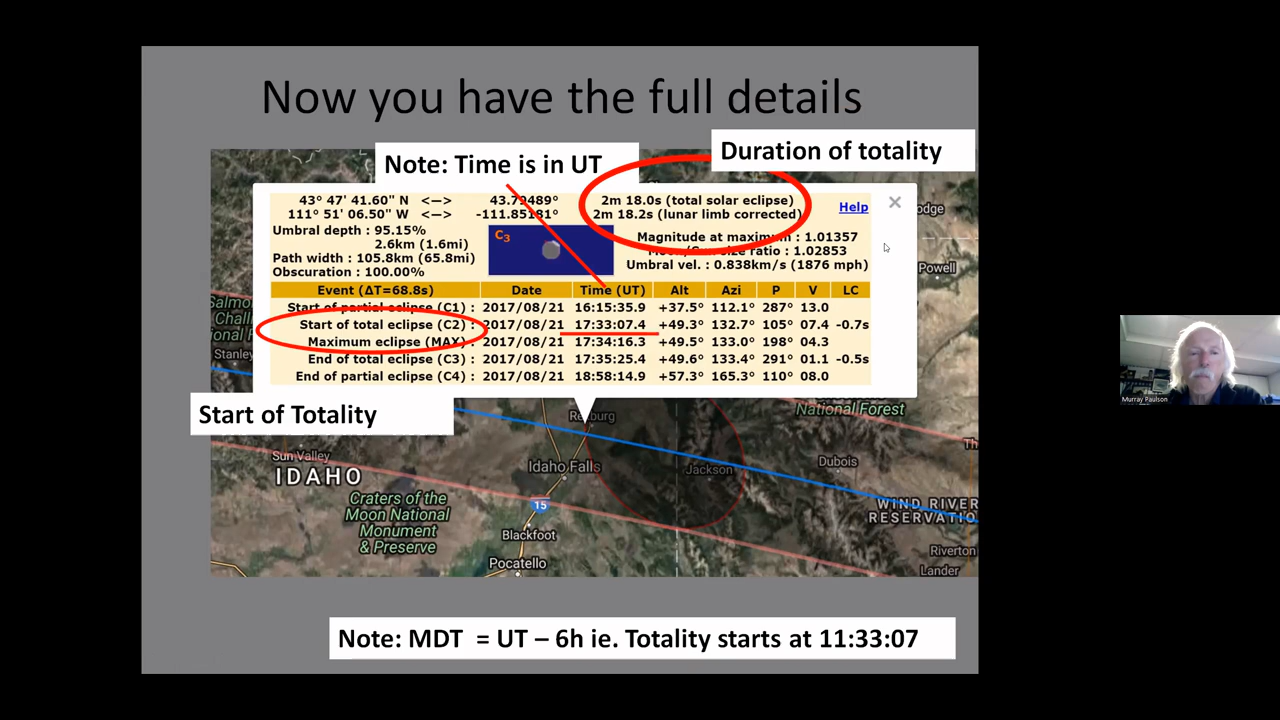 Now you have the full details
Note: Time is in UT
Duration of totality
43° 47' 41.60" N <—> 43.79489°
2m 18.0s (total solar eclipse)
111° 51' 06.50" W <—> -111.85181°
2m 18.2s (lunar limb corrected)
Help
Umbral depth : 95.15%
2.6km (1.6mi)
Path width : 105.8km (65.8mi)
Obscuration : 100.00%
C3
Magnitude at maximum : 1.01357
Moon/Sun size ratio : 1.02853
Umbral vel. : 0.838km/s (1876 mph)
Event (ΔT=68.8s) Date Time (UT) Alt Azi P V LC
Start of partial eclipse (C1) : 2017/08/21 16:15:35.9 +37.5° 112.1° 287° 13.0
Start of total eclipse (C2) : 2017/08/21 17:33:07.4 +49.3° 132.7° 105° 07.4 -0.7s
Maximum eclipse (MAX) : 2017/08/21 17:34:16.3 +49.5° 133.0° 198° 04.3
End of total eclipse (C3) : 2017/08/21 17:35:25.4 +49.6° 133.4° 291° 01.1 -0.5s
End of partial eclipse (C4) : 2017/08/21 18:58:14.9 +57.3° 165.3° 110° 08.0
Powell
Stanley
Start of Totality
National Forest
Sun Valley
IDAHO
Idaho Falls
Jackson
Dubois
Craters of the
Moon National
Monument
& Preserve
15
WIND RIVER
RESERVATIO
Blackfoot
Pocatello
Riverton
Lander
Note: MDT = UT – 6h ie. Totality starts at 11:33:07
Murray Paulson